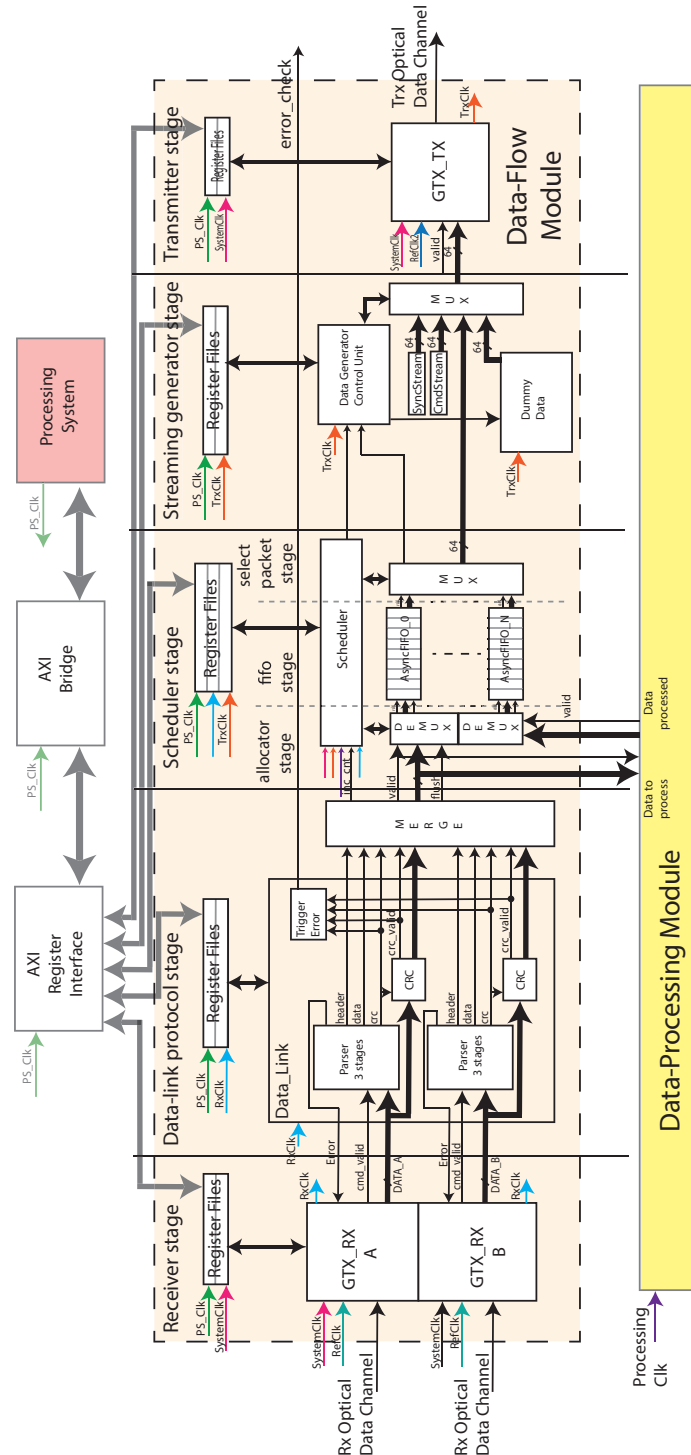 PS_Clk
AXI
Register
Interface
PS_Clk
AXI
Bridge
PS_Clk
Processing
System
Receiver stage
PS_Clk
SystemClk
Register Files
Data-link protocol stage
PS_Clk
RxClk
Register Files
Scheduler stage
PS_Clk
TrxClk
Register Files
Streaming generator stage
PS_Clk
TrxClk
Register Files
Transmitter stage
PS_Clk
SystemClk
Register Files
allocator
stage
fifo
stage
select
packet
stage
error_check
SystemClk
RefClk
Rx Optical
Data Channel
GTX_RX
A
RxClk
SystemClk
RefClk
Rx Optical
Data Channel
GTX_RX
B
RxClk
RxClk
Data_Link
Error
cmd_valid
DATA_A
Error
cmd_valid
DATA_B
Parser
3 stages
header
data
crc
CRC
crc_valid
Trigger
Error
Parser
3 stages
header
data
crc
CRC
crc_valid
MERGE
inc_cnt
valid
flush
Scheduler
DEMUX
DEMUX
AsyncFIFO_0
AsyncFIFO_N
MUX
64
TrxClk
Data Generator
Control Unit
SyncStream
64
CmdStream
64
TrxClk
Dummy
Data
64
MUX
SystemClk
RefClk2
valid
64
GTX_TX
TrxClk
Trx Optical
Data Channel
Data-Flow
Module
Data to
process
valid
Data
processed
Processing
Clk
Data-Processing Module